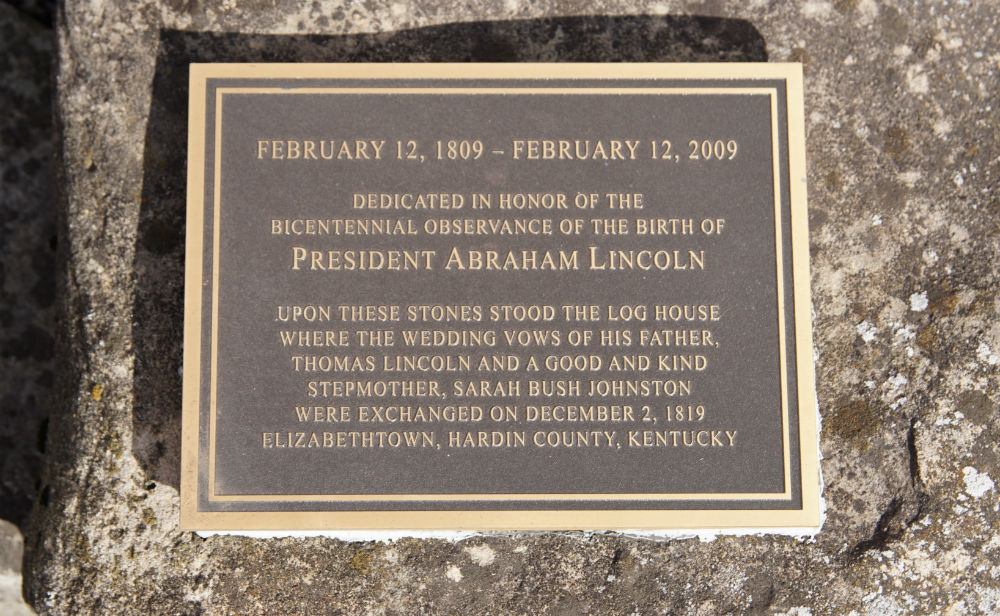 FEBRUARY 12, 1809 – FEBRUARY 12, 2009
DEDICATED IN HONOR OF THE
BICENTENNIAL OBSERVANCE OF THE BIRTH OF
PRESIDENT ABRAHAM LINCOLN
UPON THESE STONES STOOD THE LOG HOUSE
WHERE THE WEDDING VOWS OF HIS FATHER,
THOMAS LINCOLN AND A GOOD AND KIND
STEPMOTHER, SARAH BUSH JOHNSTON
WERE EXCHANGED ON DECEMBER 2, 1819
ELIZABETHTOWN, HARDIN COUNTY, KENTUCKY